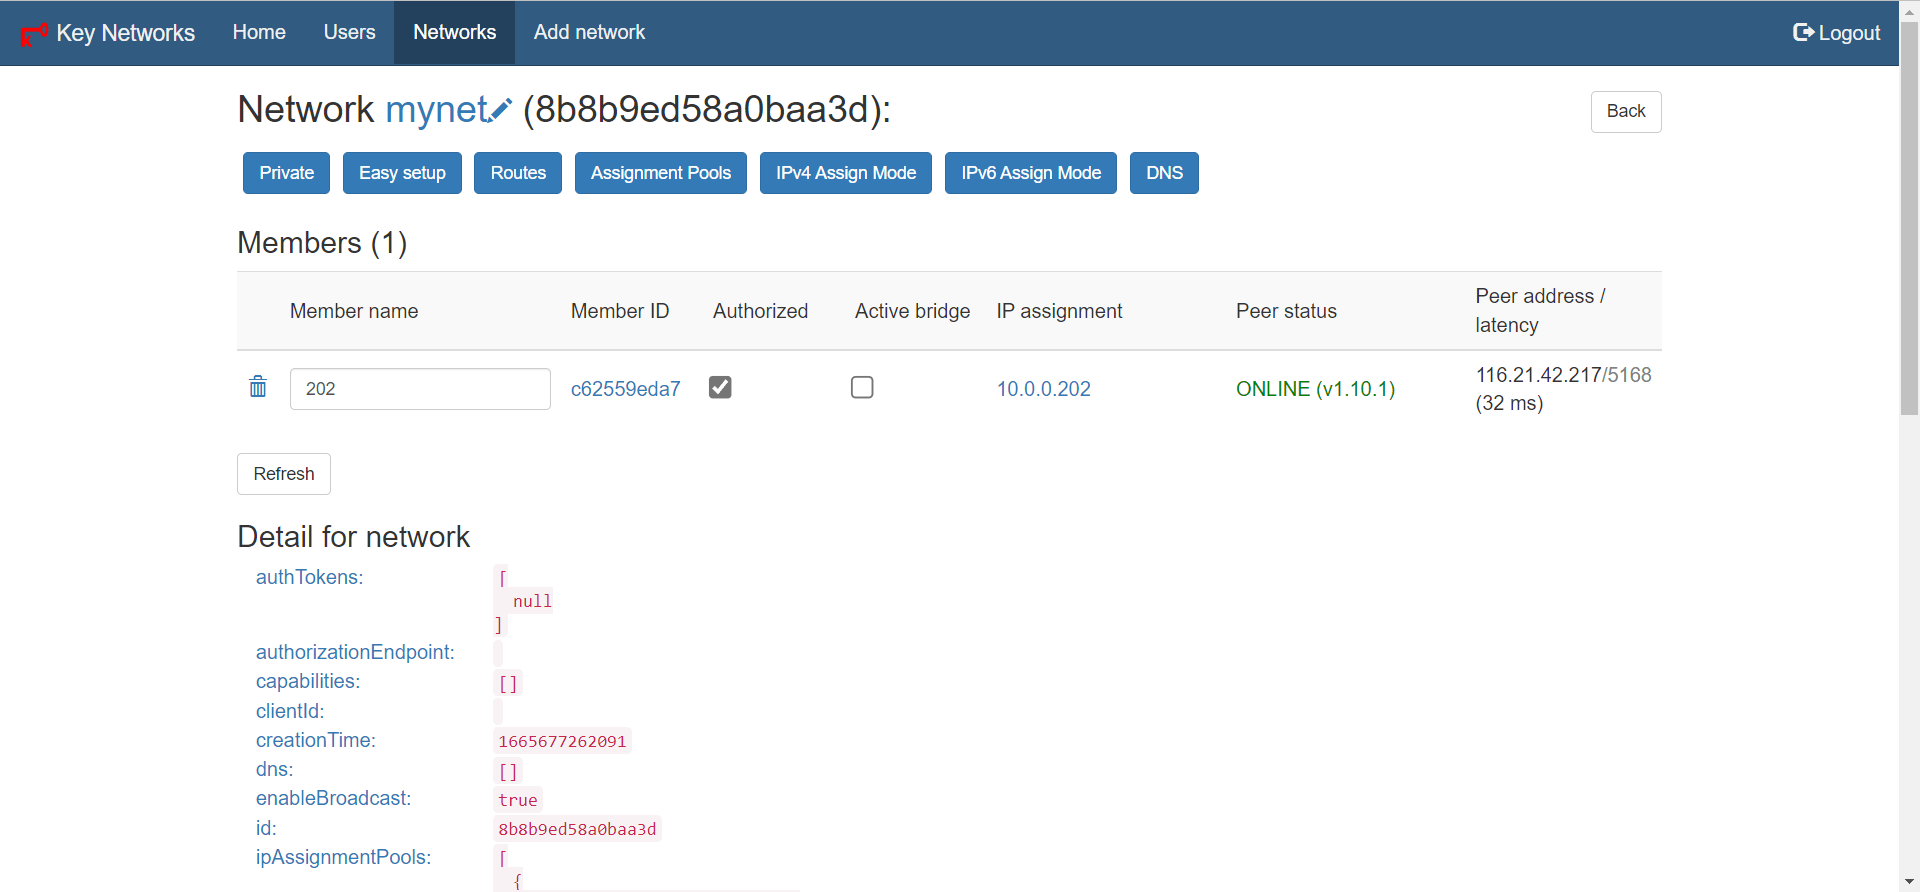 Key Networks Home Users Networks Add network Logout
Network mynet (8b8b9ed58a0baa3d): Back
Private Easy setup Routes Assignment Pools IPv4 Assign Mode IPv6 Assign Mode DNS
Members (1)
Member name Member ID Authorized Active bridge IP assignment Peer status Peer address / latency
202 c62559eda7 10.0.0.202 ONLINE (v1.10.1) 116.21.42.217/5168 (32 ms)
Refresh
Detail for network
authTokens: [
null
]
authorizationEndpoint:
capabilities: []
clientId:
creationTime: 1665677262091
dns: []
enableBroadcast: true
id: 8b8b9ed58a0baa3d
ipAssignmentPools: [
{